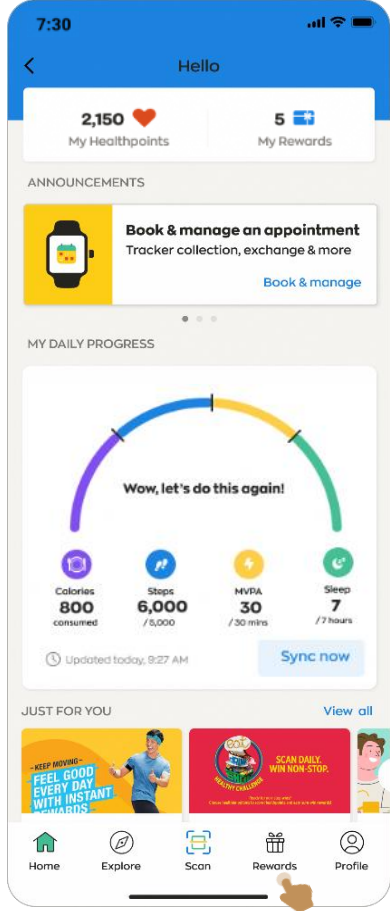 7:30
Hello
2,150
My Healthpoints
5
My Rewards
ANNOUNCEMENTS
Book & manage an appointment
Tracker collection, exchange & more
Book & manage
MY DAILY PROGRESS
Wow, let's do this again!
Calories
800
consumed
Steps
6,000
/5,000
MVPA
30
/30 mins
Sleep
7
/7 hours
Updated today, 9:27 AM
Sync now
JUST FOR YOU
View all
- KEEP MOVING -
FEEL GOOD
EVERY DAY
WITH INSTANT
REWARDS
HEALTHY CHALLENGE
SCAN DAILY.
WIN NON-STOP.
Home
Explore
Scan
Rewards
Profile